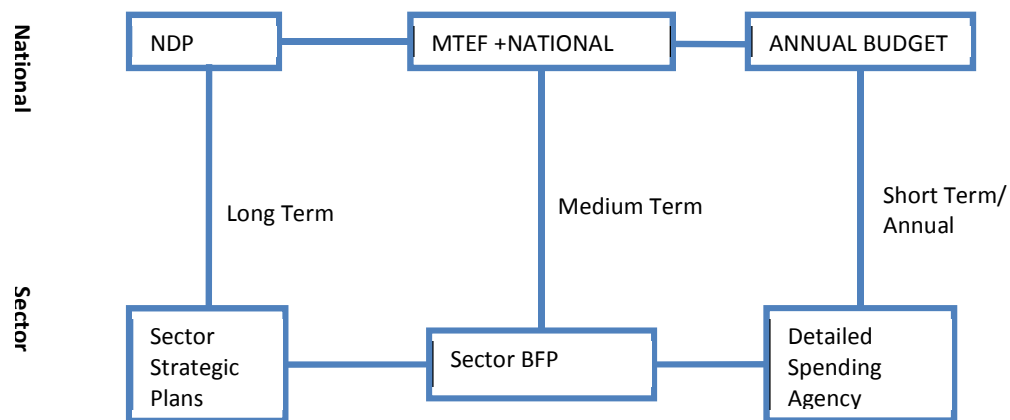 National
NDP
MTEF +NATIONAL
ANNUAL BUDGET
Long Term
Medium Term
Short Term/
Annual
Sector
Sector
Strategic
Plans
Sector BFP
Detailed
Spending
Agency